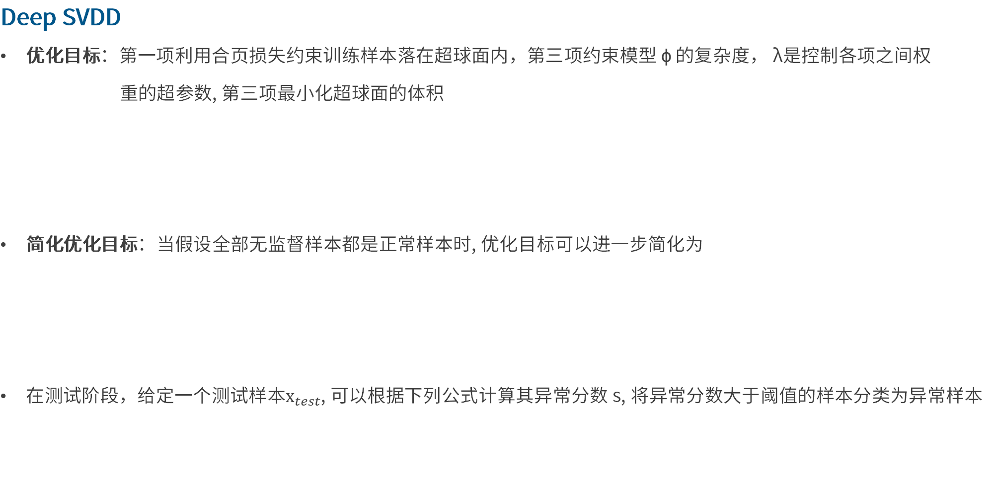 Deep SVDD
• 优化目标：第一项利用合页损失约束训练样本落在超球面内，第三项约束模型 ϕ 的复杂度， λ是控制各项之间权
重的超参数, 第三项最小化超球面的体积
• 简化优化目标：当假设全部无监督样本都是正常样本时, 优化目标可以进一步简化为
• 在测试阶段，给定一个测试样本x_test, 可以根据下列公式计算其异常分数 s, 将异常分数大于阈值的样本分类为异常样本